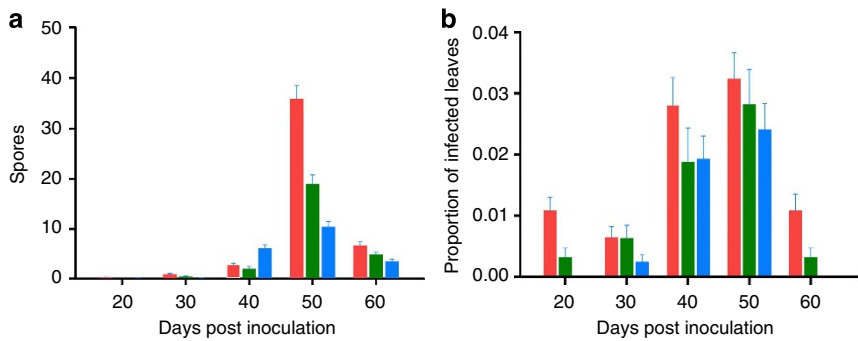 a
50
40
30
20
10
0
Spores
20 30 40 50 60
Days post inoculation
b
0.04
0.03
0.02
0.01
0.00
Proportion of infected leaves
20 30 40 50 60
Days post inoculation